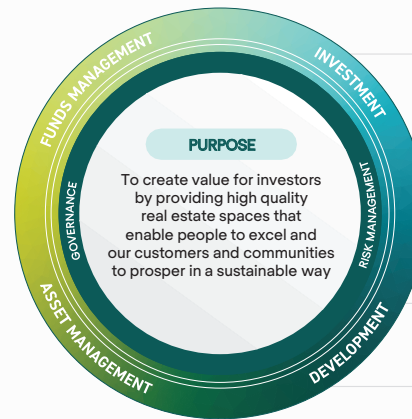 FUNDS MANAGEMENT
INVESTMENT
GOVERNANCE
RISK MANAGEMENT
PURPOSE
To create value for investors
by providing high quality
real estate spaces that
enable people to excel and
our customers and communities
to prosper in a sustainable way
ASSET MANAGEMENT
DEVELOPMENT